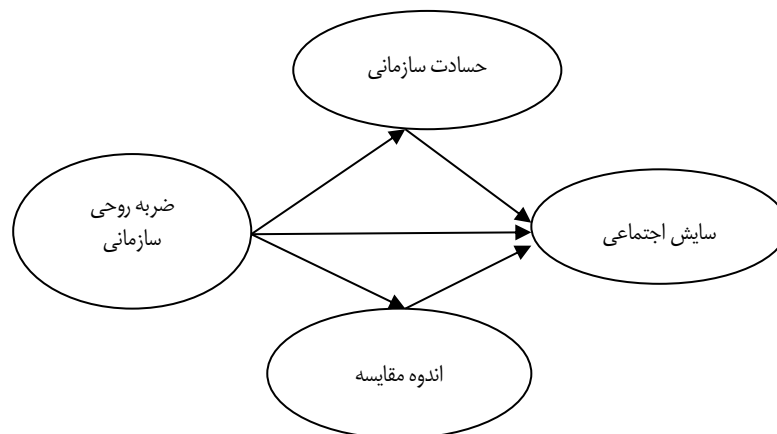 حسادت سازمانی
ضربه روحی
سازمانی
سایش اجتماعی
اندوه مقایسه